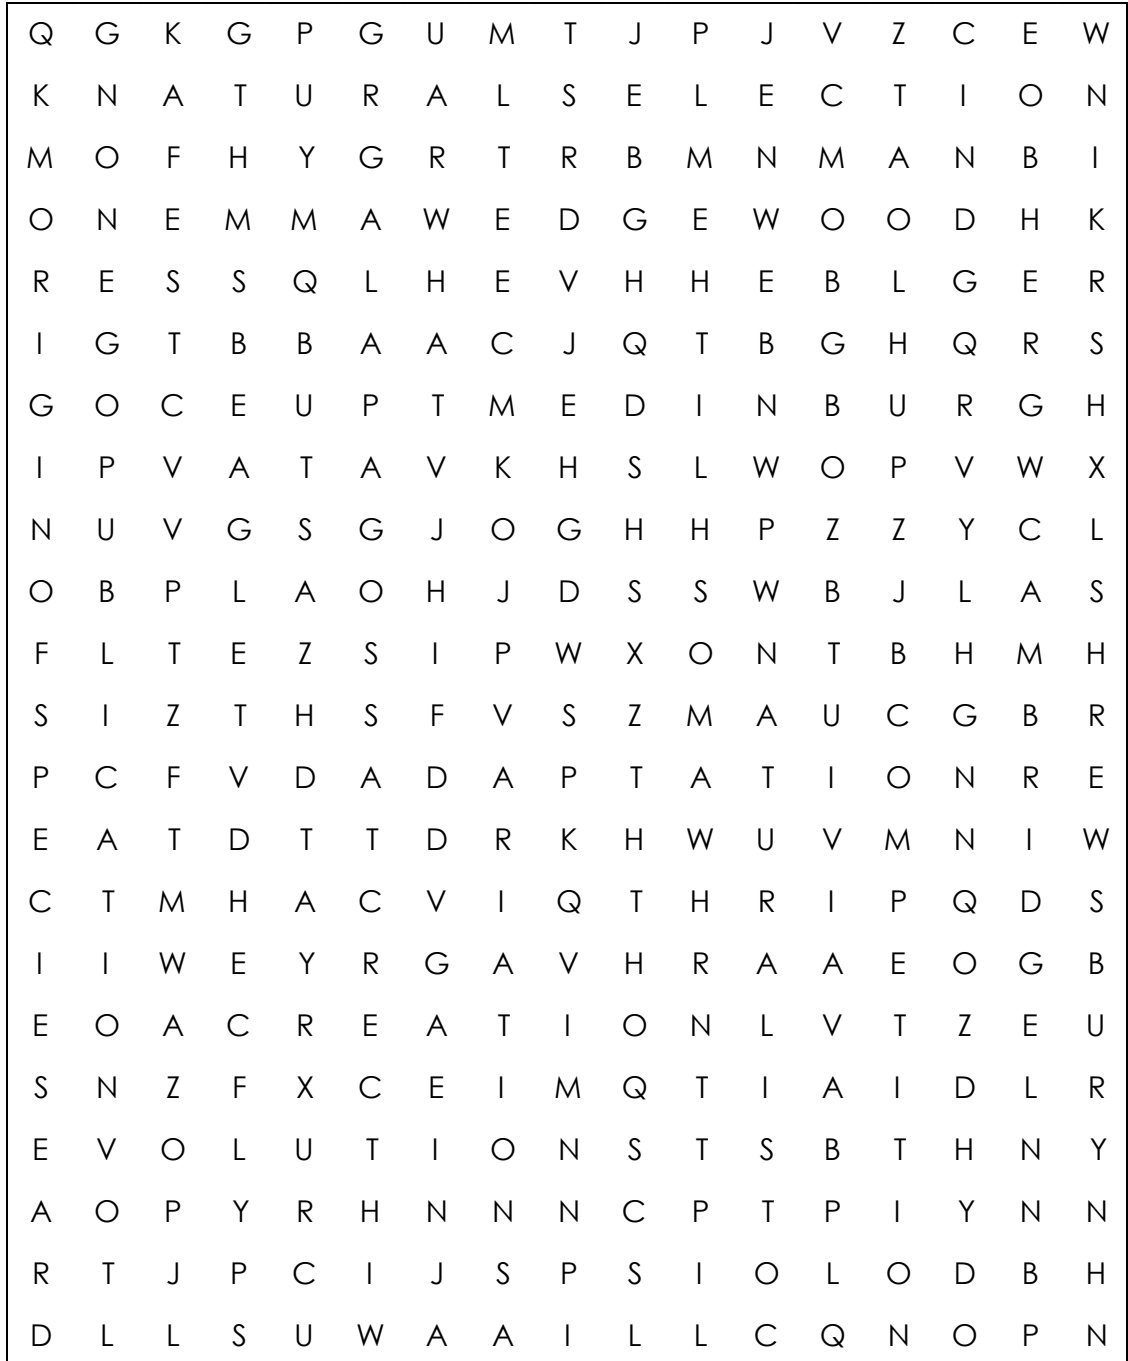 Q G K G P G U M T J P J V Z C E W
K N A T U R A L S E L E C T I O N
M O F H Y G R T R B M N M A N B I
O N E M M A W E D G E W O O D H K
R E S S Q L H E V H H E B L G E R
I G T B B A A C J Q T B G H Q R S
G O C E U P T M E D I N B U R G H
I P V A T A V K H S L W O P V W X
N U V G S G J O G H H P Z Z Y C L
O B P L A O H J D S S W B J L A S
F L T E Z S I P W X O N T B H M H
S I Z T H S F V S Z M A U C G B R
P C F V D A D A P T A T I O N R E
E A T D T T D R K H W U V M N I W
C T M H A C V I Q T H R I P Q D S
I I W E Y R G A V H R A A E O G B
E O A C R E A T I O N L V T Z E U
S N Z F X C E I M Q T I A I D L R
E V O L U T I O N S T S B T H N Y
A O P Y R H N N N C P T P I Y N N
R T J P C I J S P S I O L O D B H
D L L S U W A A I L L C Q N O P N